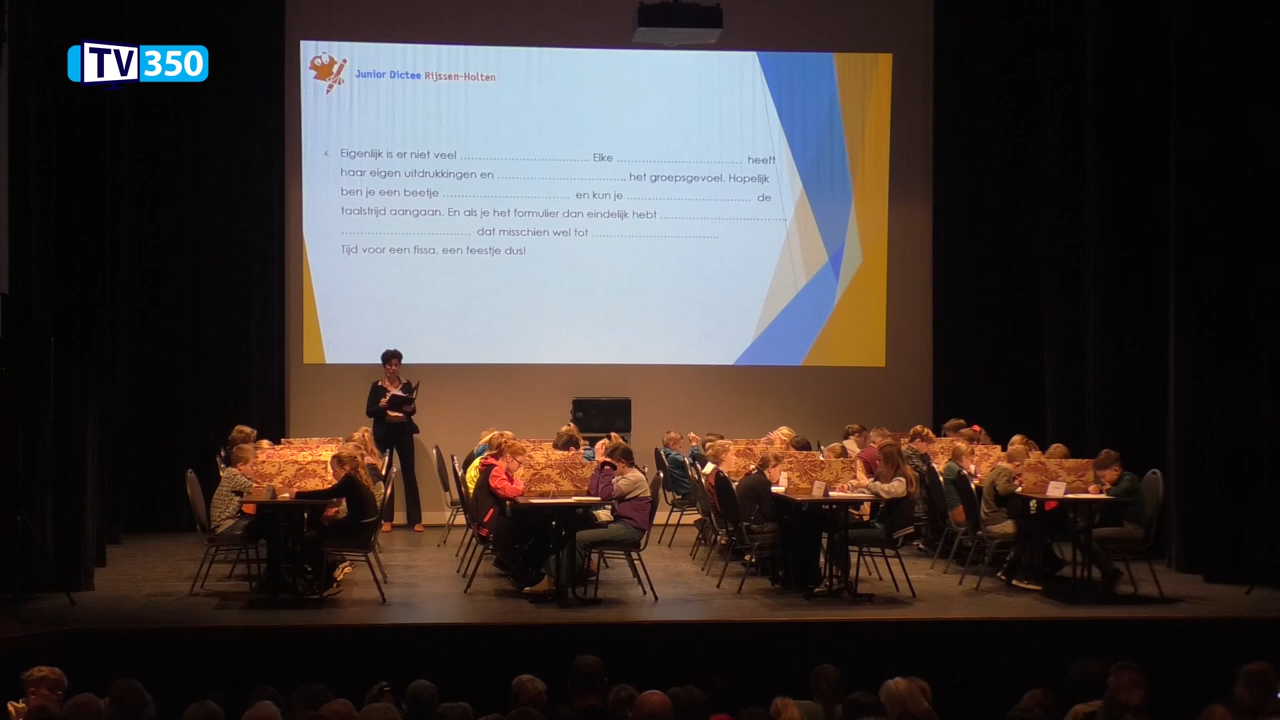 TV 350
Junior Dictee Rijssen-Holten
4. Eigenlijk is er niet veel .................................. Elke .................................. heeft
haar eigen uitdrukkingen en .................................., het groepsgevoel. Hopelijk
ben je een beetje .................................. en kun je .................................. de
taalstrijd aangaan. En als je het formulier dan eindelijk hebt ..................................,
.................................. dat misschien wel tot ..................................
Tijd voor een fissa, een feestje dus!